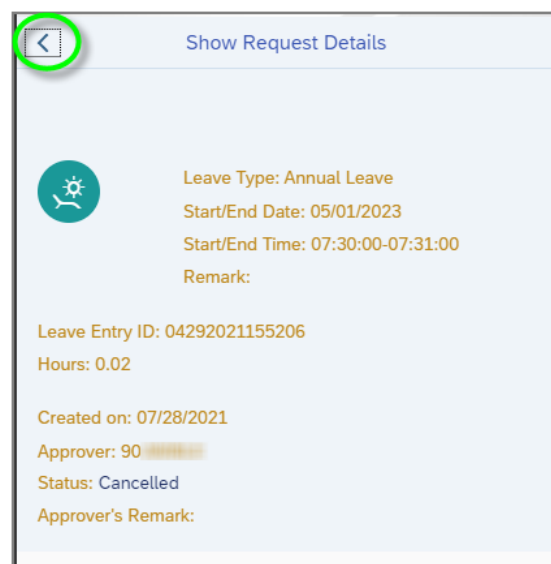 Show Request Details
Leave Type: Annual Leave
Start/End Date: 05/01/2023
Start/End Time: 07:30:00-07:31:00
Remark:
Leave Entry ID: 04292021155206
Hours: 0.02
Created on: 07/28/2021
Approver: 90
Status: Cancelled
Approver's Remark: